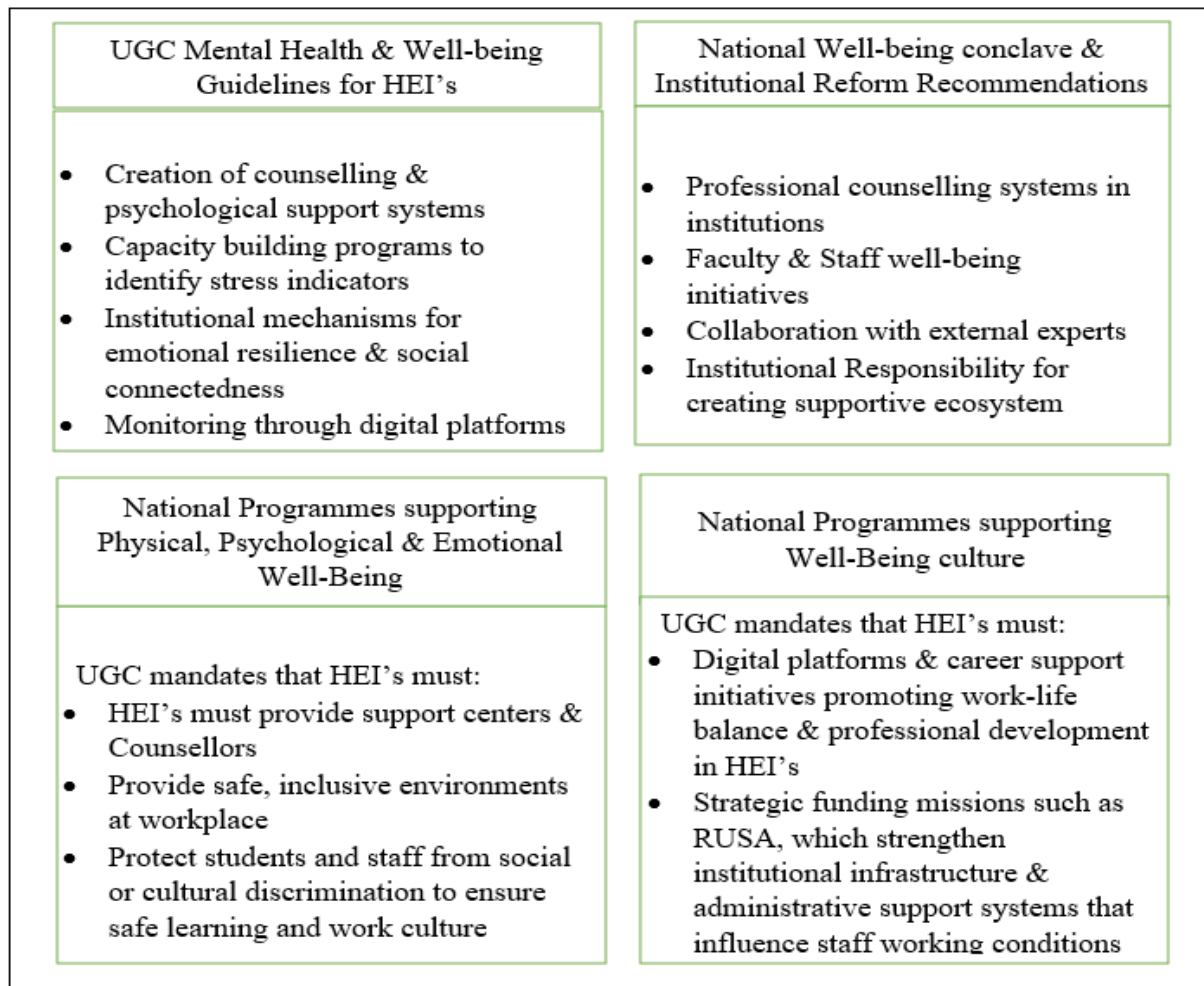 UGC Mental Health & Well-being
Guidelines for HEI's
• Creation of counselling &
psychological support systems
• Capacity building programs to
identify stress indicators
• Institutional mechanisms for
emotional resilience & social
connectedness
• Monitoring through digital platforms
National Well-being conclave &
Institutional Reform Recommendations
• Professional counselling systems in
institutions
• Faculty & Staff well-being
initiatives
• Collaboration with external experts
• Institutional Responsibility for
creating supportive ecosystem
National Programmes supporting
Physical, Psychological & Emotional
Well-Being
UGC mandates that HEI's must:
• HEI's must provide support centers &
Counsellors
• Provide safe, inclusive environments
at workplace
• Protect students and staff from social
or cultural discrimination to ensure
safe learning and work culture
National Programmes supporting
Well-Being culture
UGC mandates that HEI's must:
• Digital platforms & career support
initiatives promoting work-life
balance & professional development
in HEI's
• Strategic funding missions such as
RUSA, which strengthen
institutional infrastructure &
administrative support systems that
influence staff working conditions